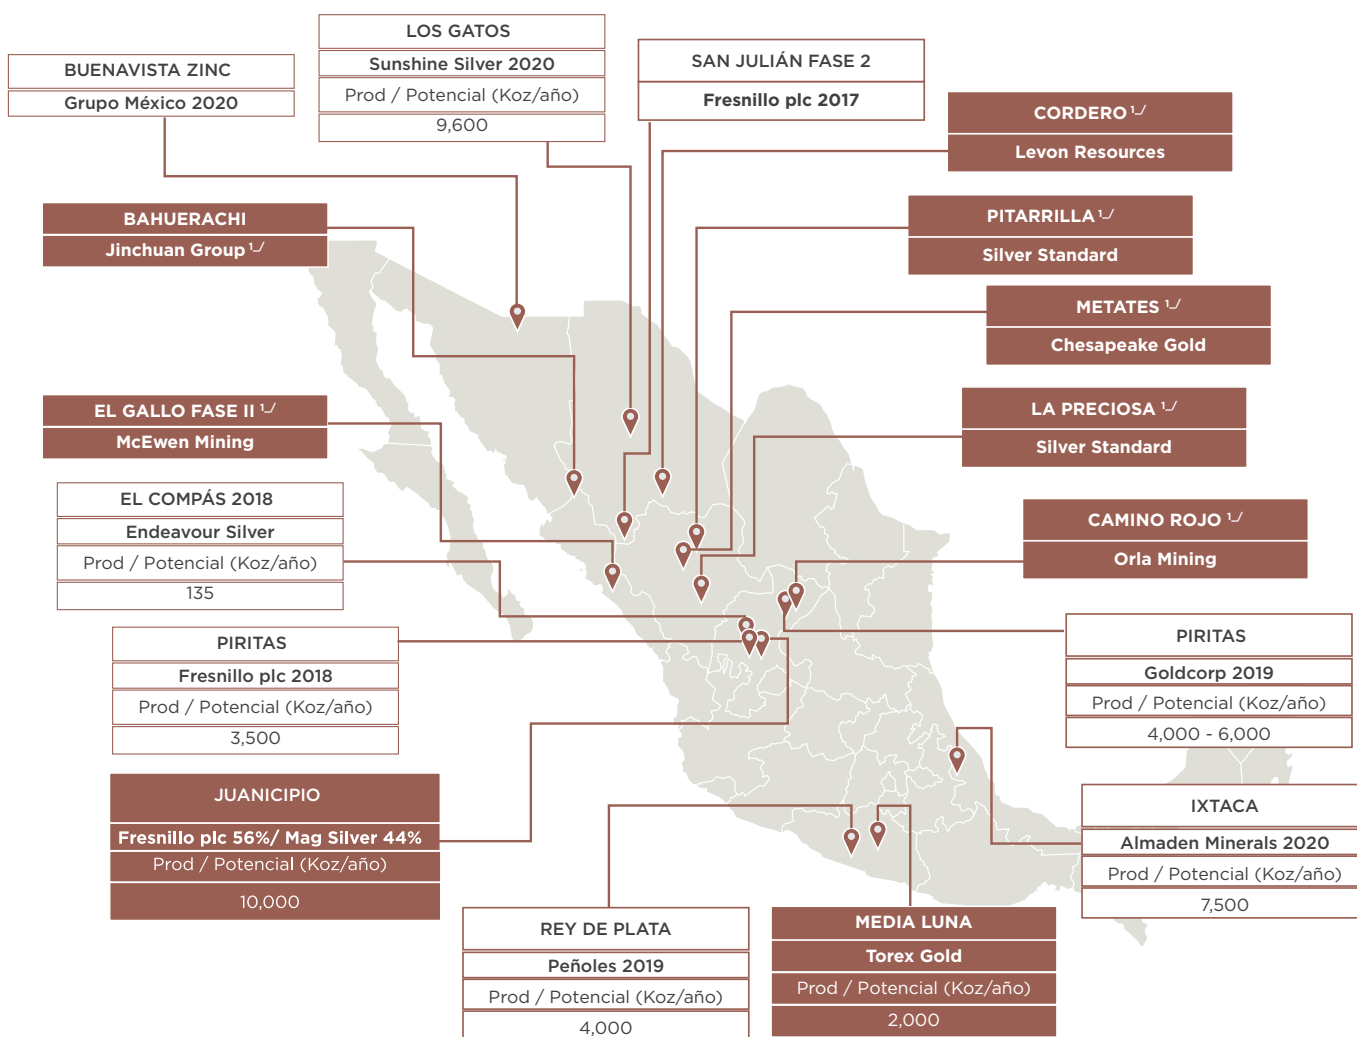 BUENAVISTA ZINC
Grupo México 2020
LOS GATOS
Sunshine Silver 2020
Prod / Potencial (Koz/año)
9,600
SAN JULIÁN FASE 2
Fresnillo plc 2017
CORDERO 1_/
Levon Resources
BAHUERACHI
Jinchuan Group 1_/
PITARRILLA 1_/
Silver Standard
METATES 1_/
Chesapeake Gold
EL GALLO FASE II 1_/
McEwen Mining
LA PRECIOSA 1_/
Silver Standard
EL COMPÁS 2018
Endeavour Silver
Prod / Potencial (Koz/año)
135
CAMINO ROJO 1_/
Orla Mining
PIRITAS
Fresnillo plc 2018
Prod / Potencial (Koz/año)
3,500
PIRITAS
Goldcorp 2019
Prod / Potencial (Koz/año)
4,000 - 6,000
JUANICIPIO
Fresnillo plc 56%/ Mag Silver 44%
Prod / Potencial (Koz/año)
10,000
IXTACA
Almaden Minerals 2020
Prod / Potencial (Koz/año)
7,500
REY DE PLATA
Peñoles 2019
Prod / Potencial (Koz/año)
4,000
MEDIA LUNA
Torex Gold
Prod / Potencial (Koz/año)
2,000